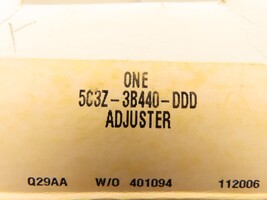 ONE
5C3Z-3B440-DDD
ADJUSTER
Q29AA W/O 401094 112006